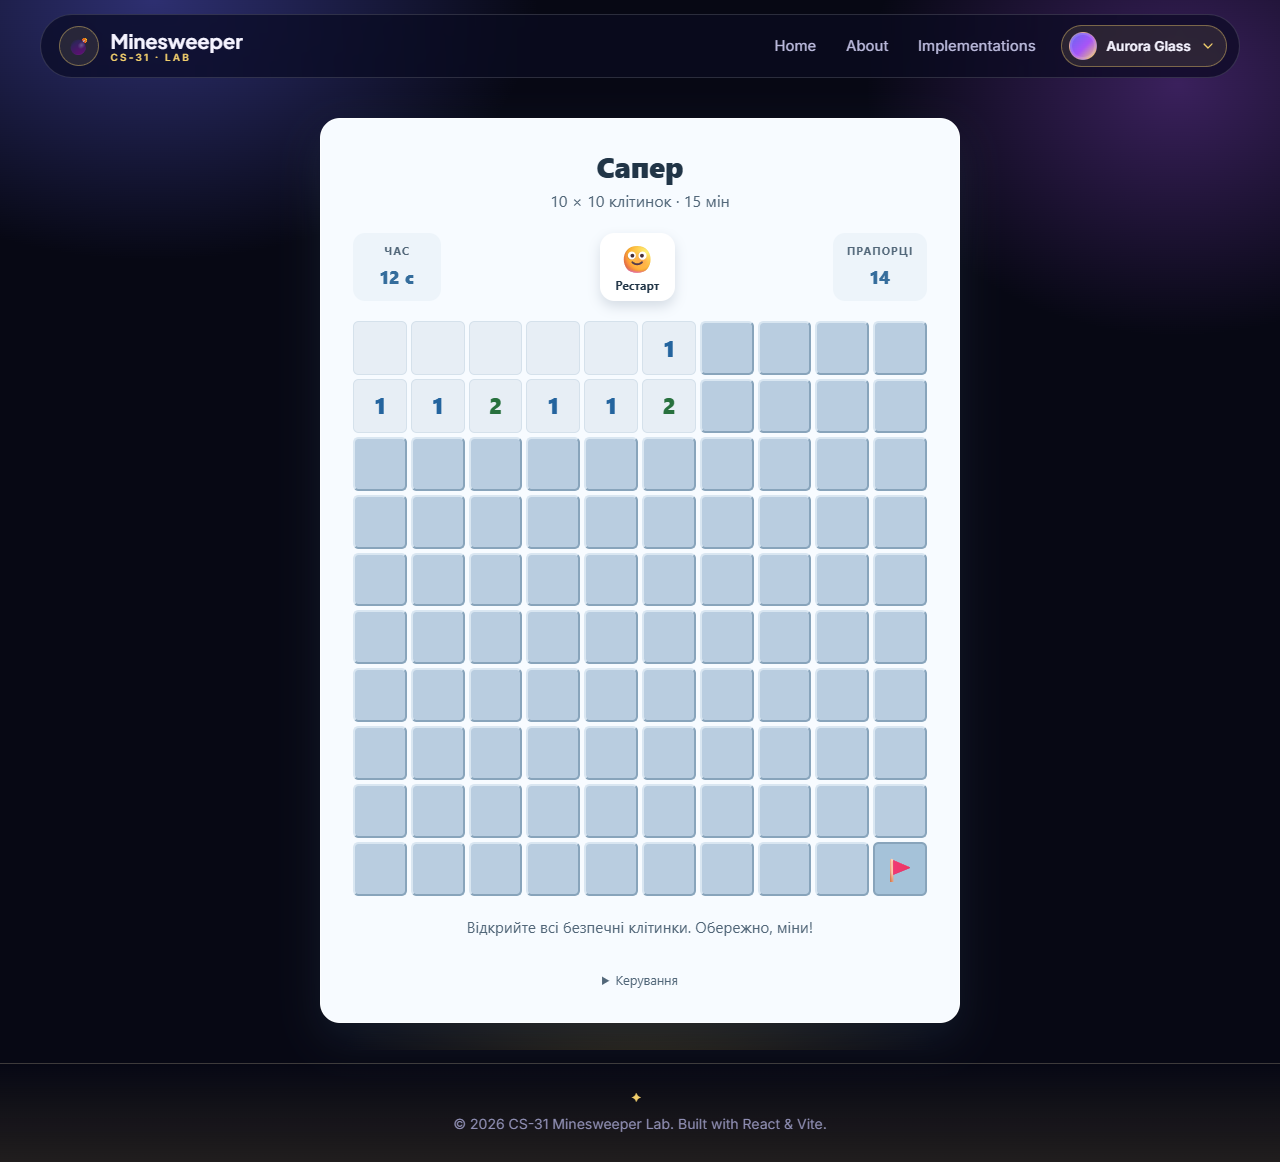 Minesweeper
CS-31 · LAB
Home
About
Implementations
Aurora Glass
Сапер
10 × 10 клітинок · 15 мін
ЧАС
12 с
Рестарт
ПРАПОРЦІ
14
1
1 1 2 1 1 2
Відкрийте всі безпечні клітинки. Обережно, міни!
Керування
© 2026 CS-31 Minesweeper Lab. Built with React & Vite.